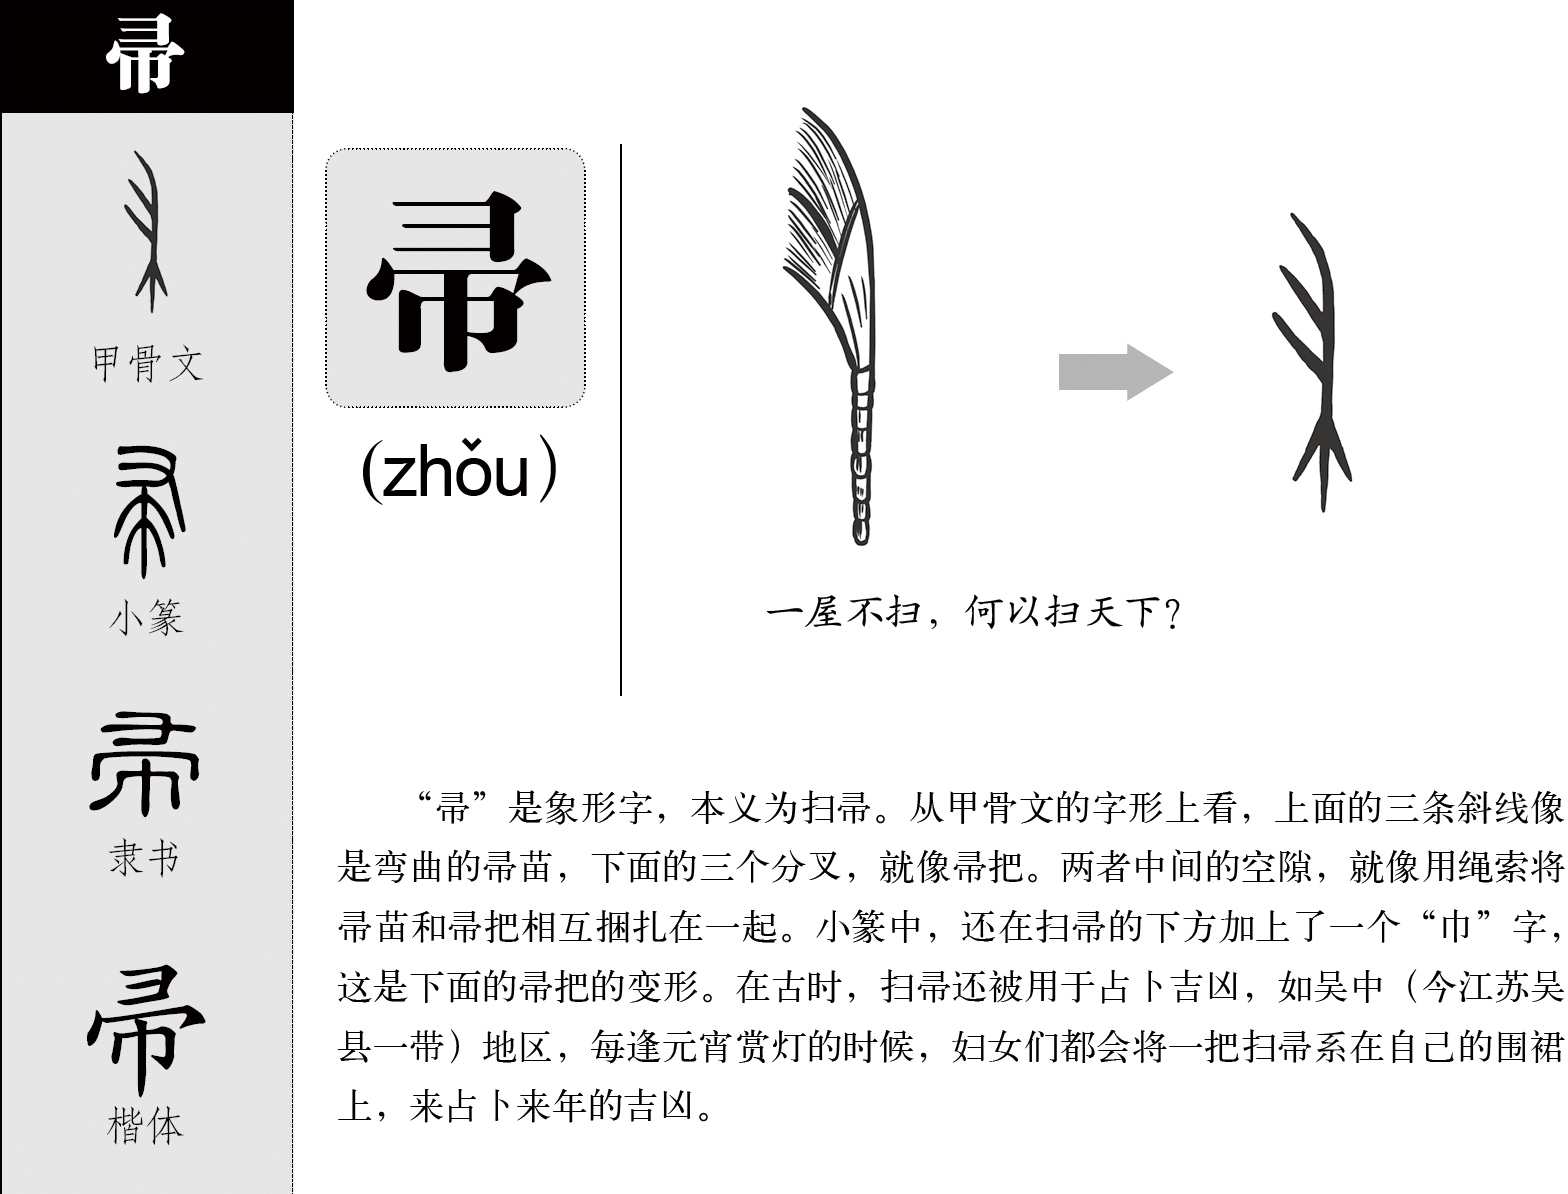 帚
甲骨文
小篆
隶书
楷体
帚
(zhǒu)
一屋不扫，何以扫天下？
“帚”是象形字，本义为扫帚。从甲骨文的字形上看，上面的三条斜线像
是弯曲的帚苗，下面的三个分叉，就像帚把。两者中间的空隙，就像用绳索将
帚苗和帚把相互捆扎在一起。小篆中，还在扫帚的下方加上了一个“巾”字，
这是下面的帚把的变形。在古时，扫帚还被用于占卜吉凶，如吴中（今江苏吴
县一带）地区，每逢元宵赏灯的时候，妇女们都会将一把扫帚系在自己的围裙
上，来占卜来年的吉凶。